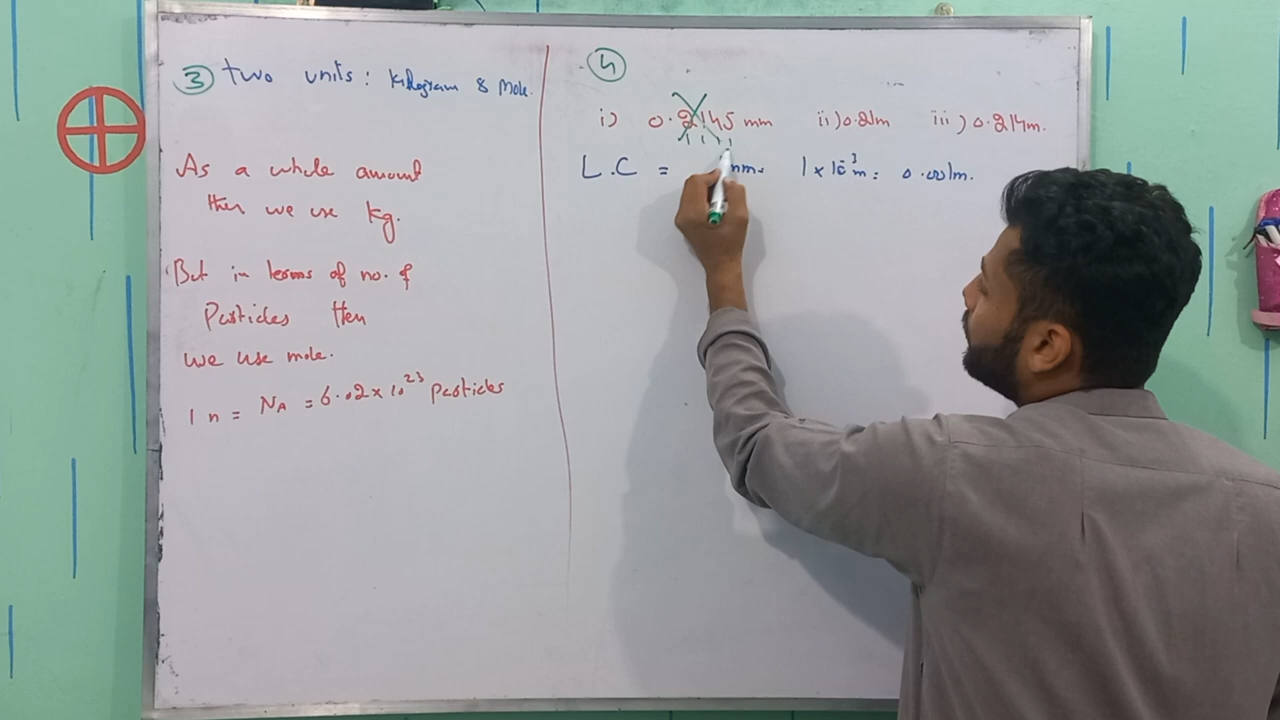 3 two units: Kilogram & Mole.
As a whole amount
then we use kg.
But in terms of no. of
Particles then
we use mole.
1 n = NA = 6.02 x 10^23 particles
4
i) 0.2145 mm ii) 0.21m iii) 0.214m.
L.C = mm. 1 x 10^-3 m = 0.001m.